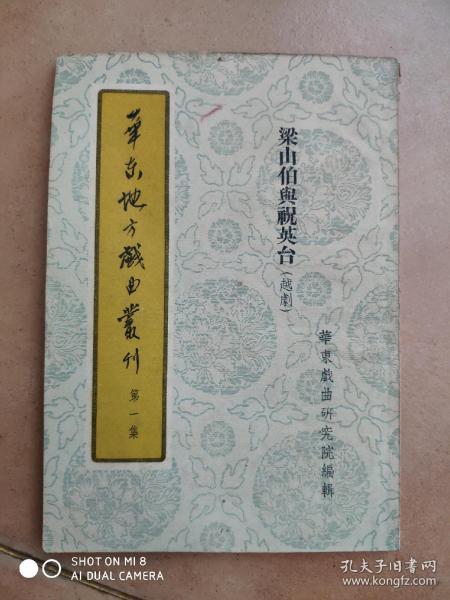 梁山伯與祝英台（越劇）
華東戲曲研究院編輯
華东地方戲曲叢刊 第一集
SHOT ON MI 8
AI DUAL CAMERA
孔夫子旧书网
www.kongfz.com